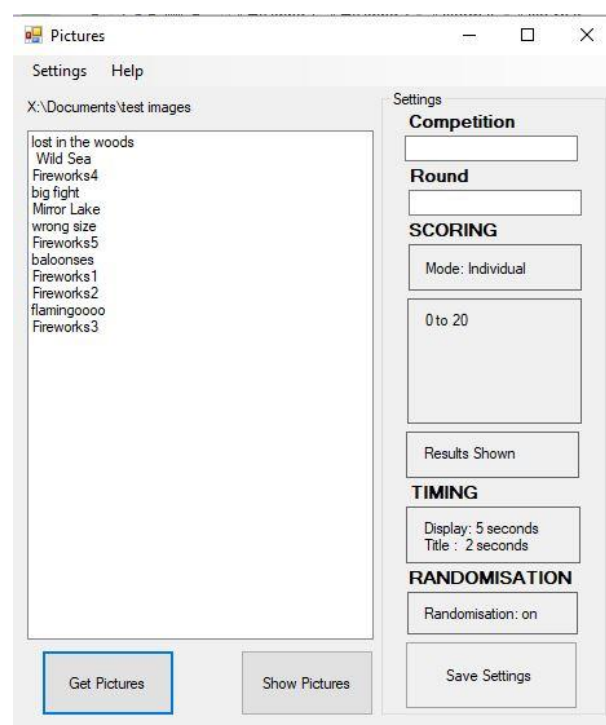 Pictures
Settings Help
X:\Documents\test images
lost in the woods
Wild Sea
Fireworks4
big fight
Mirror Lake
wrong size
Fireworks5
baloonses
Fireworks1
Fireworks2
flamingoooo
Fireworks3
Get Pictures
Show Pictures
Settings
Competition
Round
SCORING
Mode: Individual
0 to 20
Results Shown
TIMING
Display: 5 seconds
Title : 2 seconds
RANDOMISATION
Randomisation: on
Save Settings